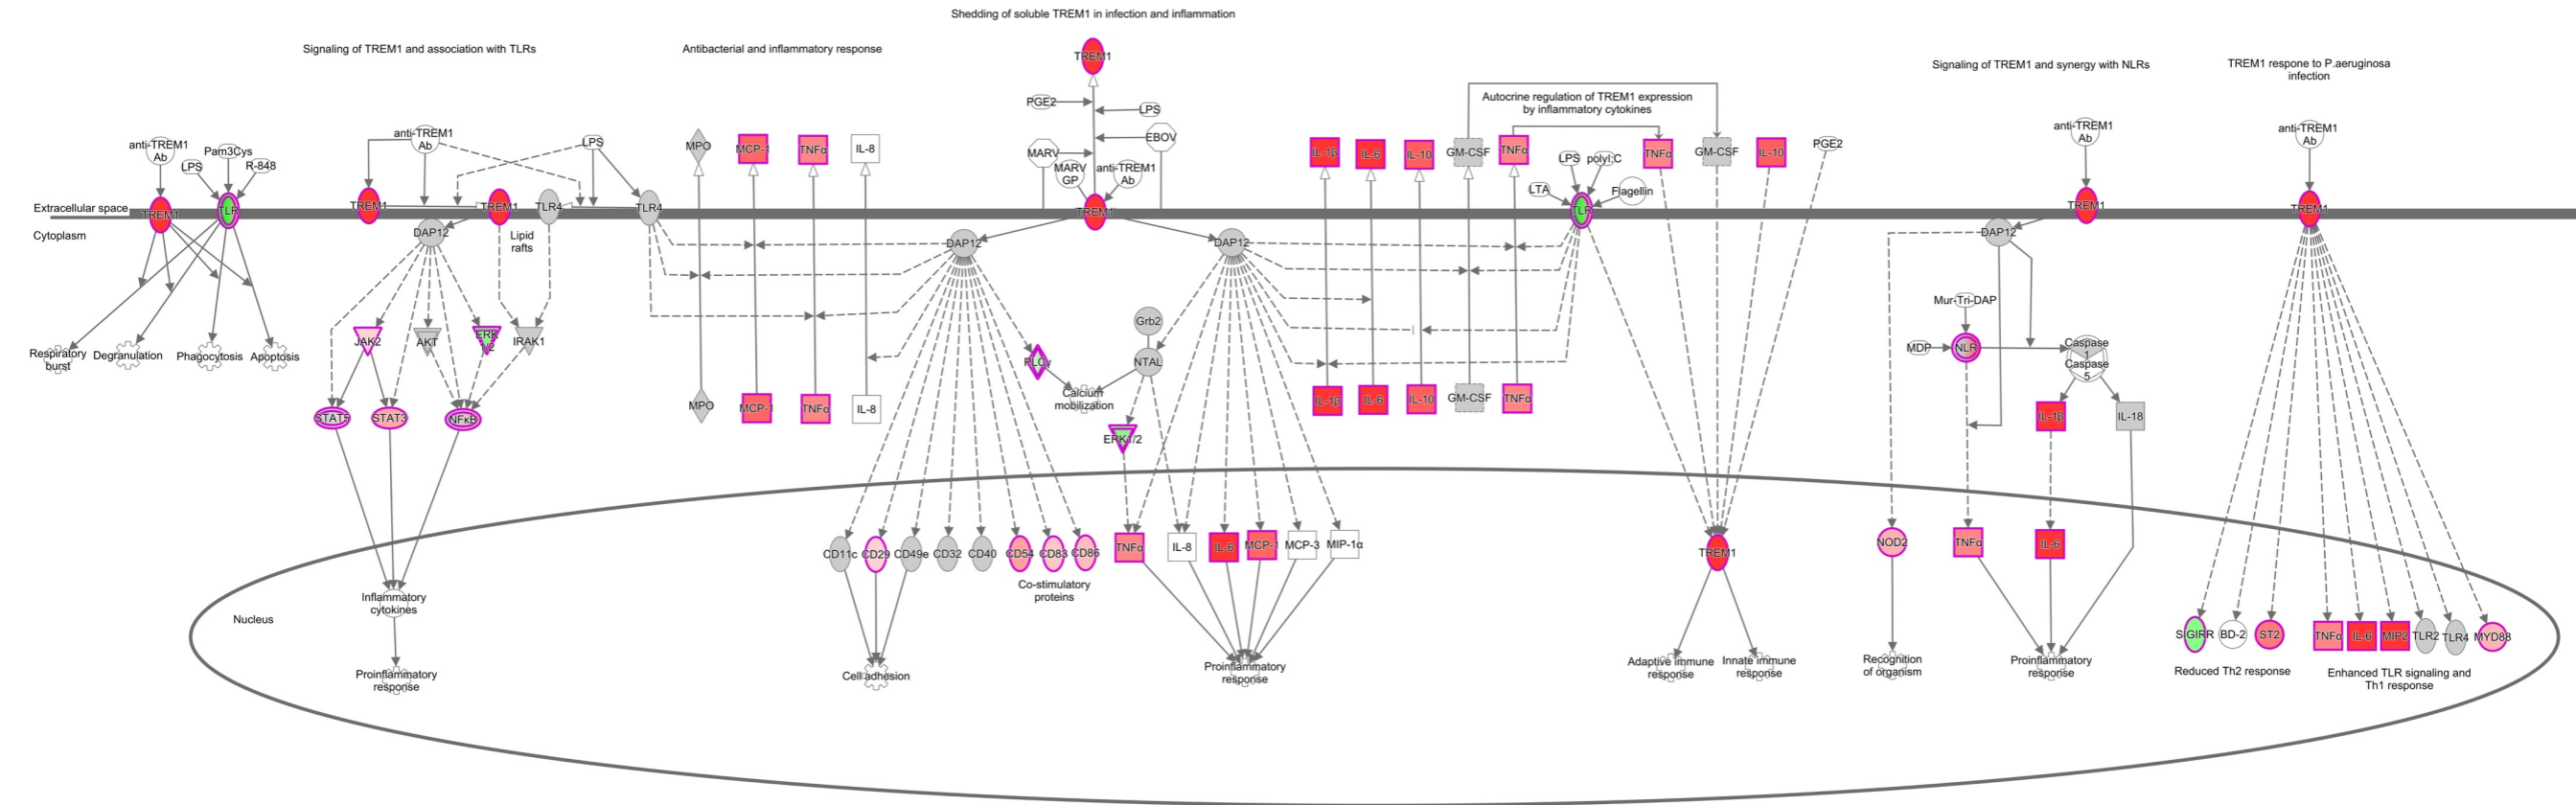 Shedding of soluble TREM1 in infection and inflammation
Signaling of TREM1 and association with TLRs
Antibacterial and inflammatory response
Signaling of TREM1 and synergy with NLRs
TREM1 respone to P.aeruginosa
infection
Autocrine regulation of TREM1 expression
by inflammatory cytokines
TREM1
PGE2
LPS
EBOV
MARV
MARV
GP
anti-TREM1
Ab
TREM1
anti-TREM1
Ab
Pam3Cys
LPS
R-848
TREM1
TLR
anti-TREM1
Ab
LPS
TREM1
TREM1
TLR4
TLR4
MPO
MCP-1
TNFα
IL-8
IL-1β
IL-6
IL-10
GM-CSF
TNFα
LPS
polyI:C
LTA
Flagellin
TLR
TNFα
GM-CSF
IL-10
PGE2
anti-TREM1
Ab
TREM1
anti-TREM1
Ab
TREM1
Extracellular space
Cytoplasm
DAP12
Lipid
rafts
DAP12
DAP12
DAP12
Respiratory
burst
Degranulation
Phagocytosis
Apoptosis
JAK2
AKT
ERK
1/2
IRAK1
STAT5
STAT3
NFκB
MPO
MCP-1
TNFα
IL-8
PLCγ
Grb2
NTAL
Calcium
mobilization
ERK1/2
IL-1β
IL-6
IL-10
GM-CSF
TNFα
Mur-Tri-DAP
MDP
NLR
Caspase
1
Caspase
5
IL-1β
IL-18
CD11c
CD29
CD49e
CD32
CD40
CD54
CD83
CD86
Co-stimulatory
proteins
TNFα
IL-8
IL-6
MCP-1
MCP-3
MIP-1α
TREM1
NOD2
TNFα
IL-6
Nucleus
Inflammatory
cytokines
Proinflammatory
response
Cell adhesion
Proinflammatory
response
Adaptive immune
response
Innate immune
response
Recognition
of organism
Proinflammatory
response
SIGIRR
BD-2
ST2
TNFα
IL-6
MIP2
TLR2
TLR4
MYD88
Reduced Th2 response
Enhanced TLR signaling and
Th1 response